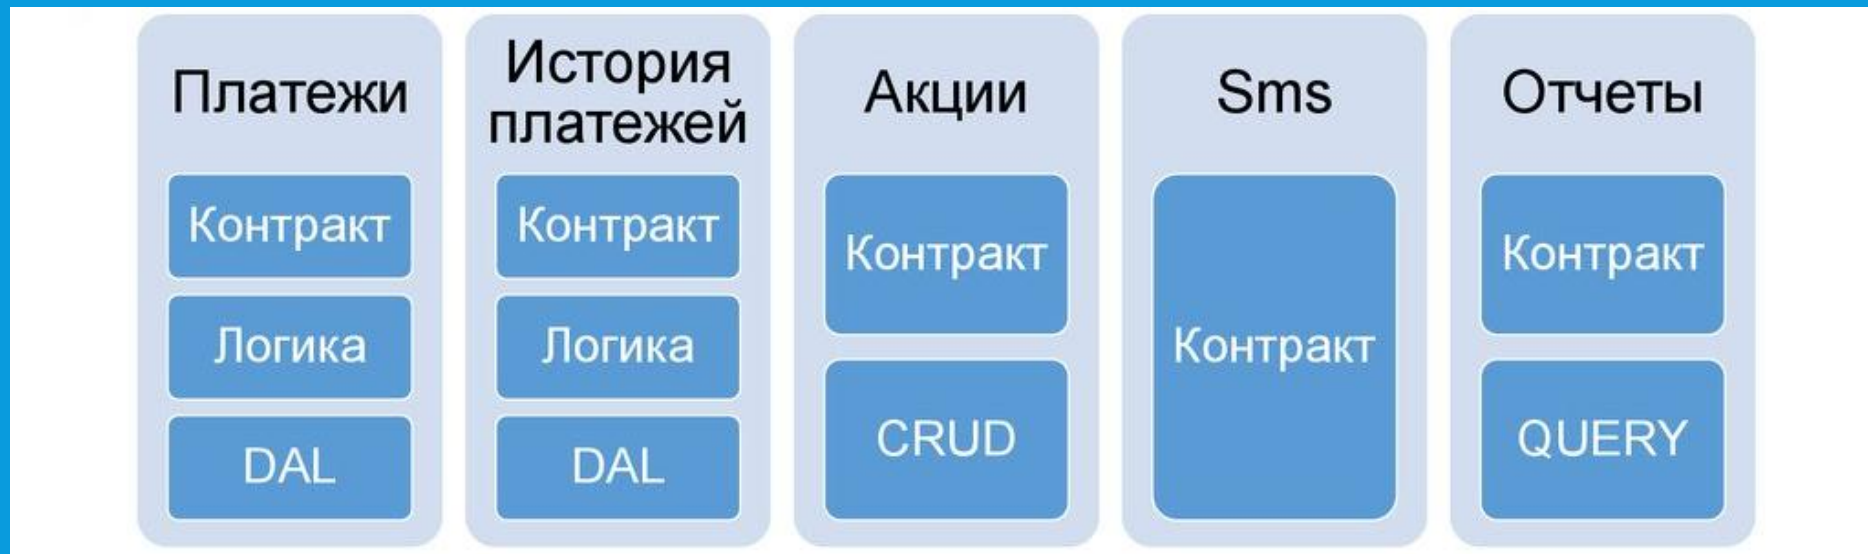 Платежи
Контракт
Логика
DAL
История
платежей
Контракт
Логика
DAL
Акции
Контракт
CRUD
Sms
Контракт
Отчеты
Контракт
QUERY